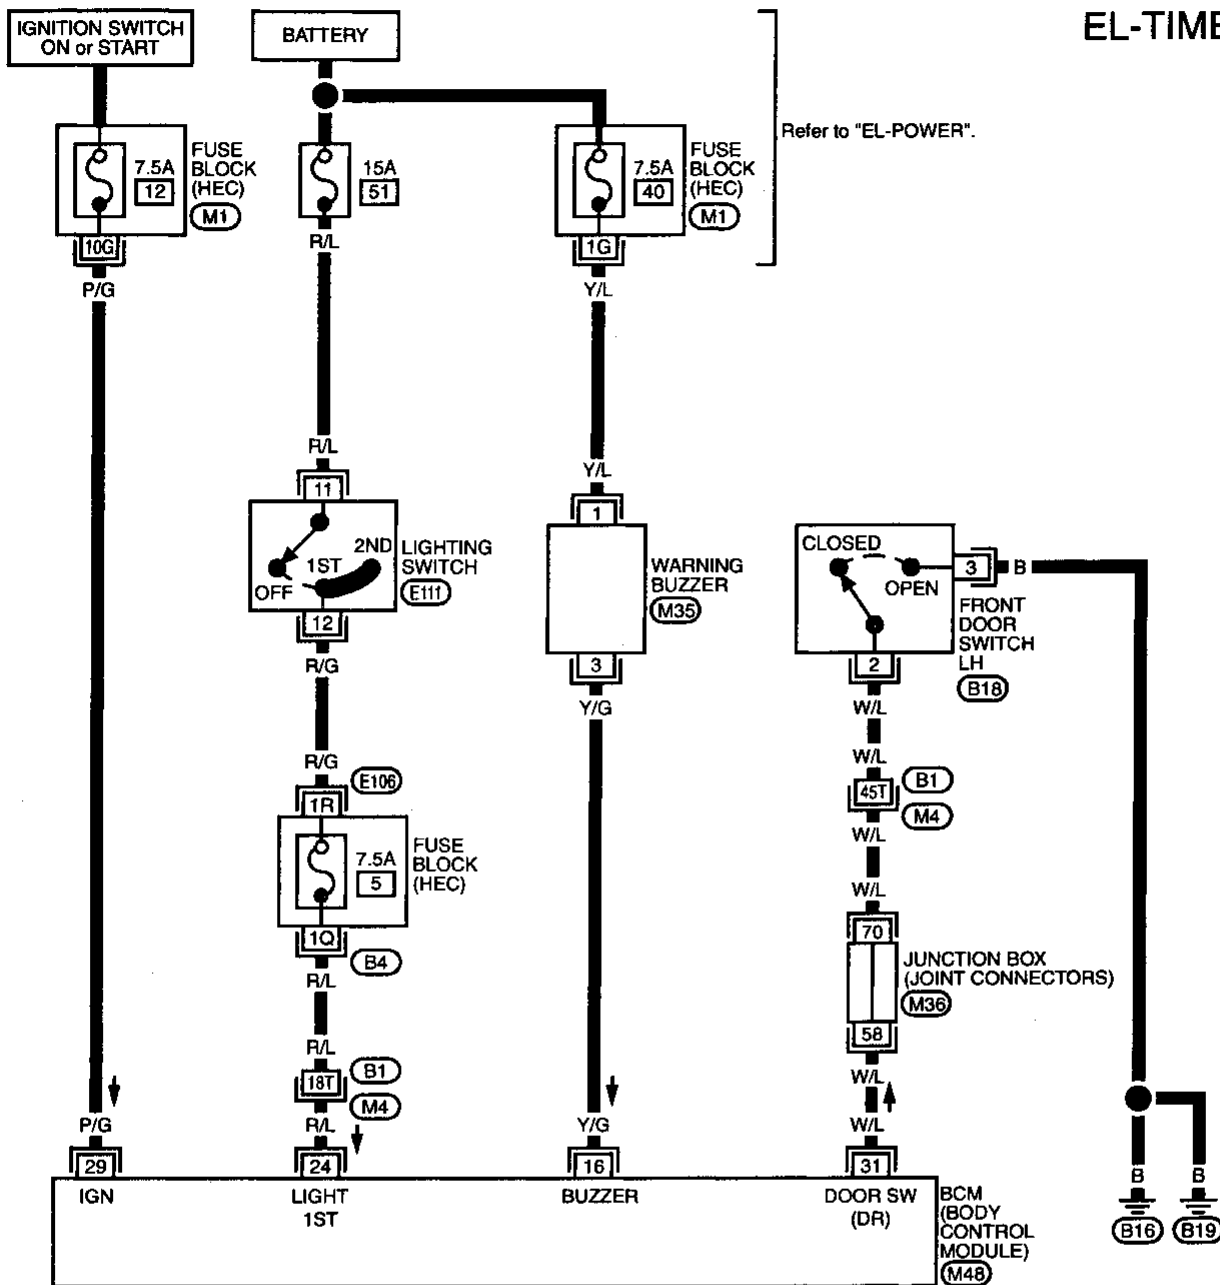 EL-TIME
IGNITION SWITCH
ON or START
BATTERY
Refer to "EL-POWER".
7.5A
12
FUSE
BLOCK
(HEC)
M1
10G
P/G
15A
51
R/L
7.5A
40
FUSE
BLOCK
(HEC)
M1
1G
Y/L
R/L
11
OFF
1ST
2ND
LIGHTING
SWITCH
E111
12
R/G
Y/L
1
WARNING
BUZZER
M35
3
Y/G
CLOSED
OPEN
3
B
FRONT
DOOR
SWITCH
LH
B18
2
W/L
R/G
E106
1R
7.5A
5
FUSE
BLOCK
(HEC)
1Q
B4
R/L
W/L
45T
B1
M4
W/L
W/L
70
JUNCTION BOX
(JOINT CONNECTORS)
M36
58
W/L
R/L
18T
B1
M4
P/G
R/L
Y/G
W/L
29
24
16
31
IGN
LIGHT
1ST
BUZZER
DOOR SW
(DR)
BCM
(BODY
CONTROL
MODULE)
M48
B
B
B16
B19